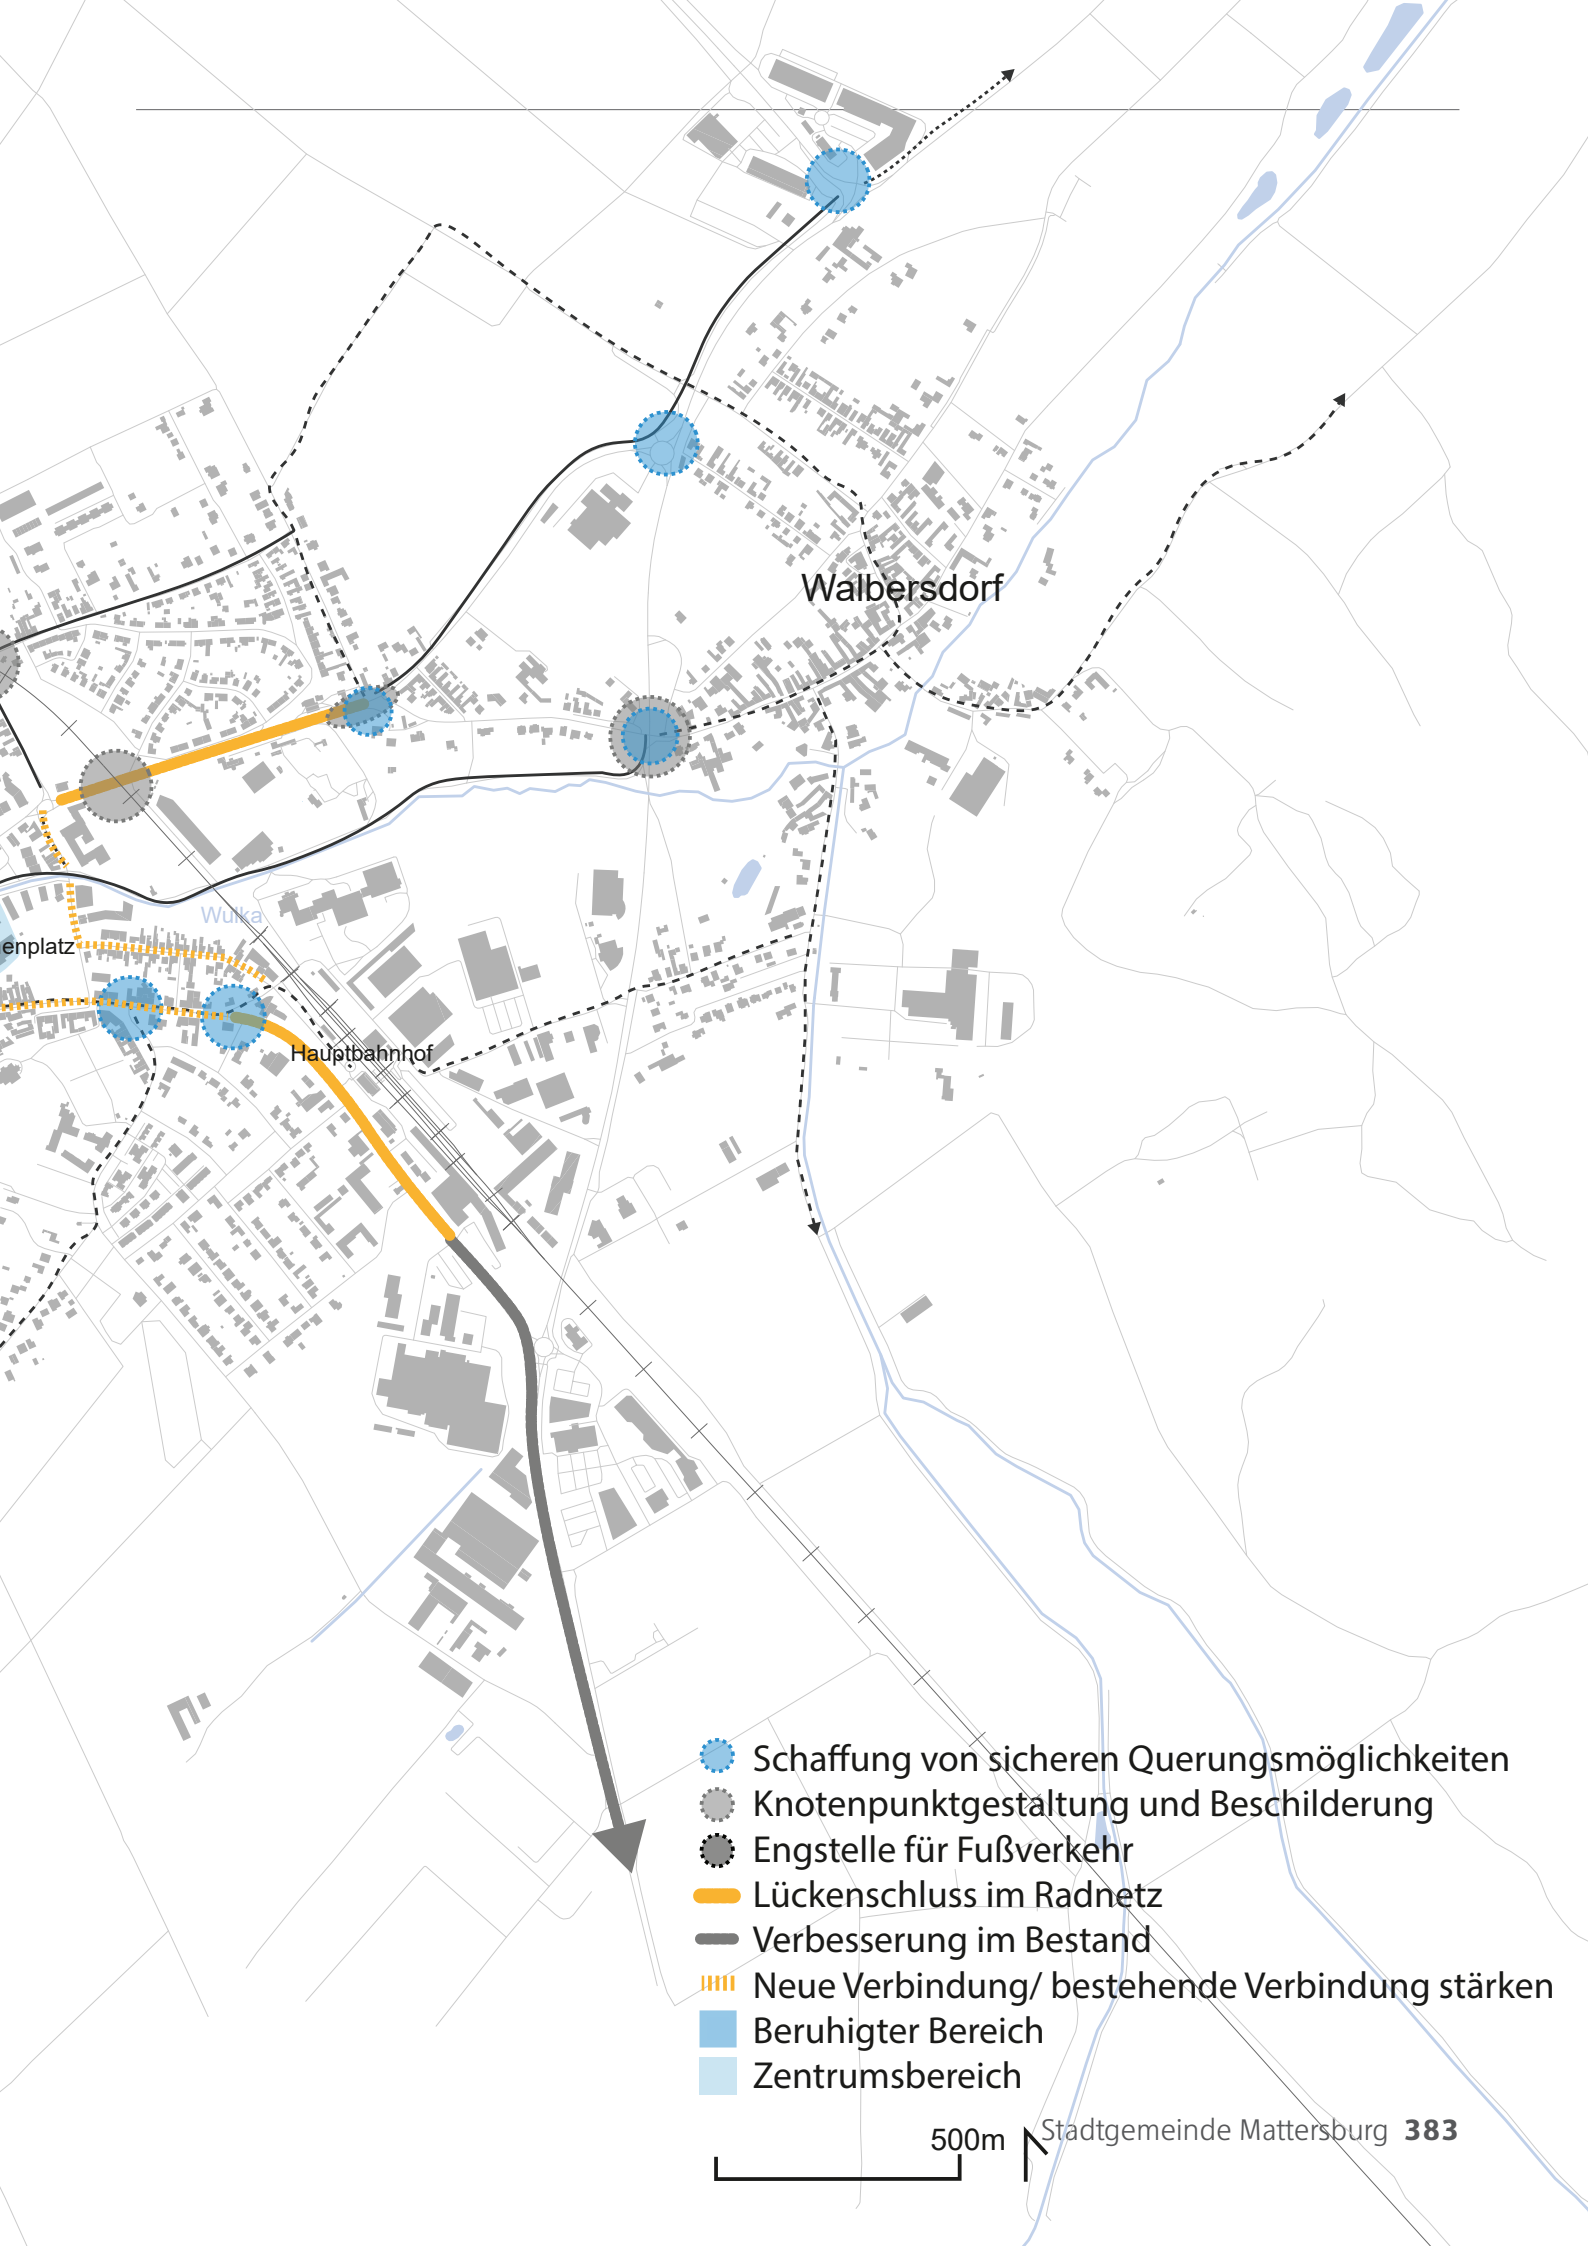 Walbersdorf
Wulka
enplatz
Hauptbahnhof
Schaffung von sicheren Querungsmöglichkeiten
Knotenpunktgestaltung und Beschilderung
Engstelle für Fußverkehr
Lückenschluss im Radnetz
Verbesserung im Bestand
Neue Verbindung/ bestehende Verbindung stärken
Beruhigter Bereich
Zentrumsbereich
500m
Stadtgemeinde Mattersburg 383